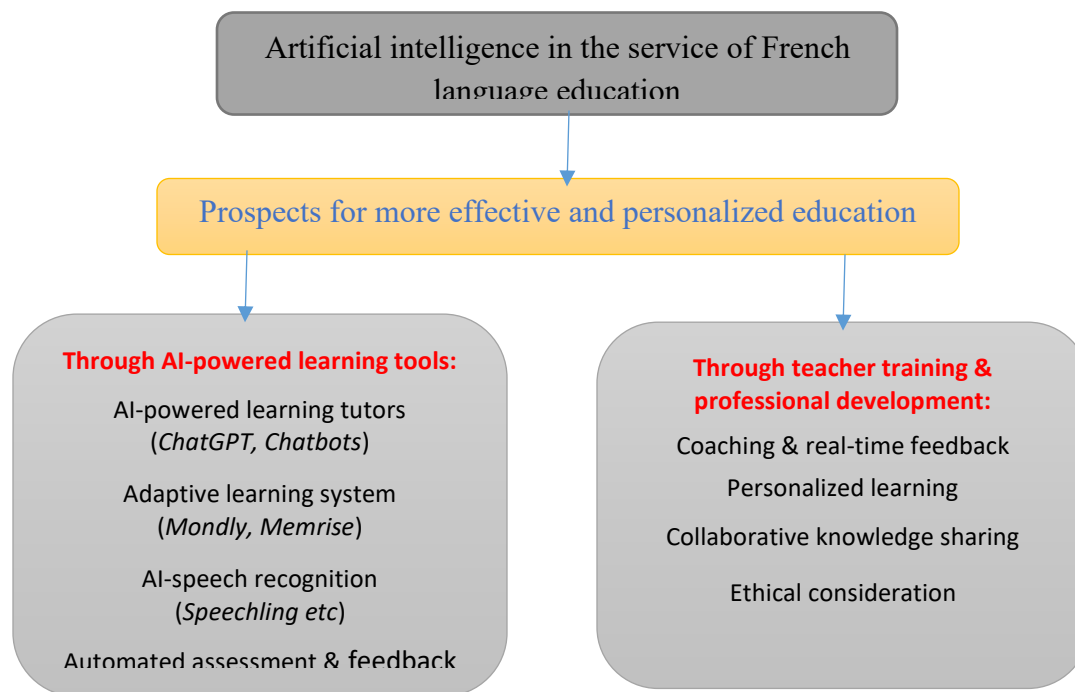 Artificial intelligence in the service of French
language education
Prospects for more effective and personalized education
Through AI-powered learning tools:
AI-powered learning tutors
(ChatGPT, Chatbots)
Adaptive learning system
(Mondly, Memrise)
AI-speech recognition
(Speechling etc)
Automated assessment & feedback
Through teacher training &
professional development:
Coaching & real-time feedback
Personalized learning
Collaborative knowledge sharing
Ethical consideration